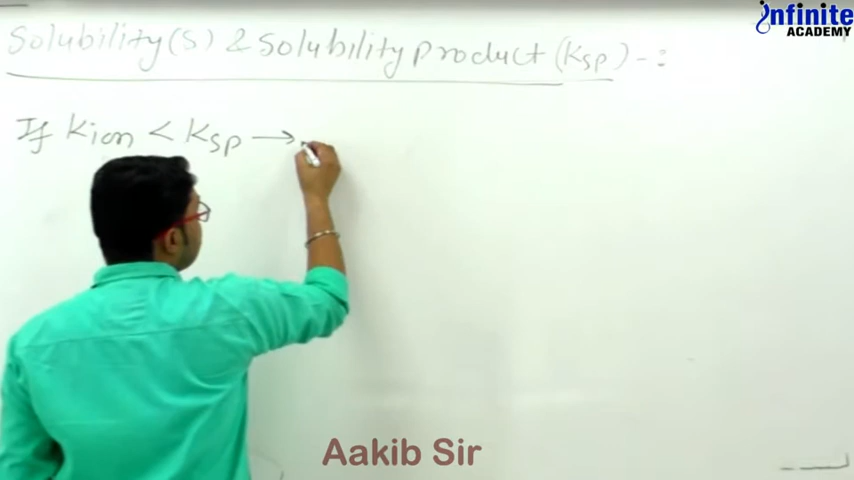 Infinite
ACADEMY
Solubility(S) & Solubility Product (Ksp) -:
If Kion < Ksp →
Aakib Sir